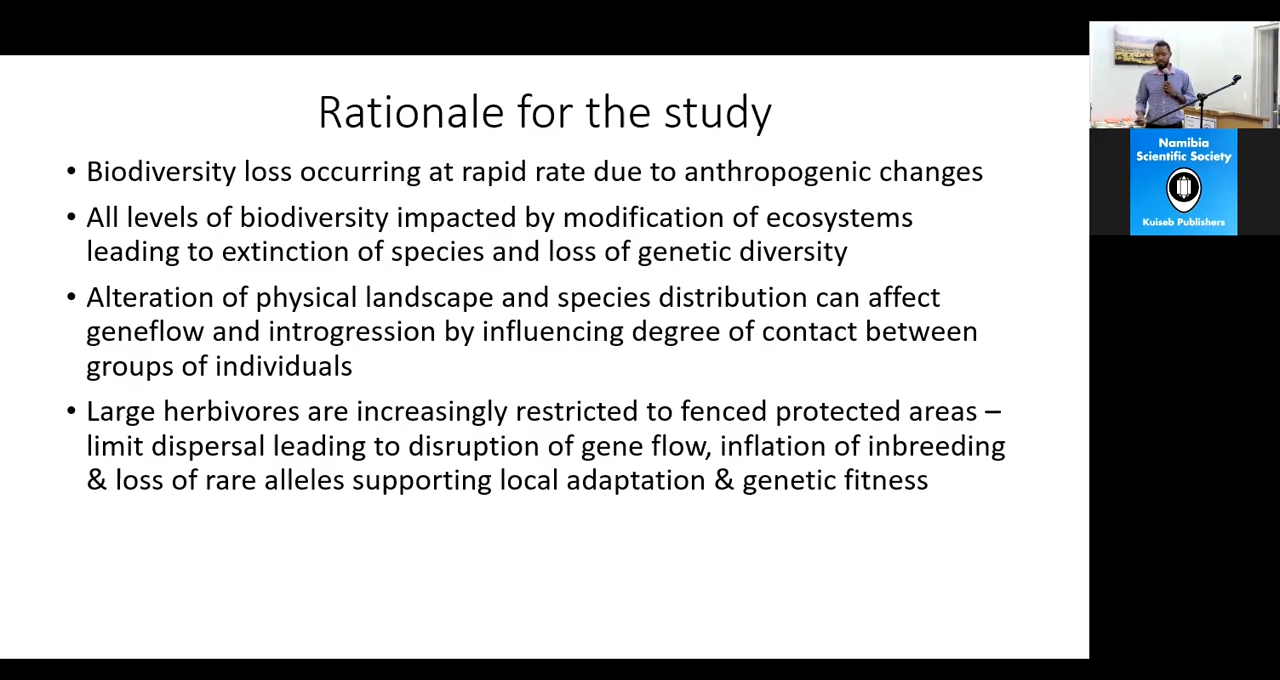 Rationale for the study
• Biodiversity loss occurring at rapid rate due to anthropogenic changes
• All levels of biodiversity impacted by modification of ecosystems
leading to extinction of species and loss of genetic diversity
• Alteration of physical landscape and species distribution can affect
geneflow and introgression by influencing degree of contact between
groups of individuals
• Large herbivores are increasingly restricted to fenced protected areas –
limit dispersal leading to disruption of gene flow, inflation of inbreeding
& loss of rare alleles supporting local adaptation & genetic fitness
Namibia
Scientific Society
Kuiseb Publishers